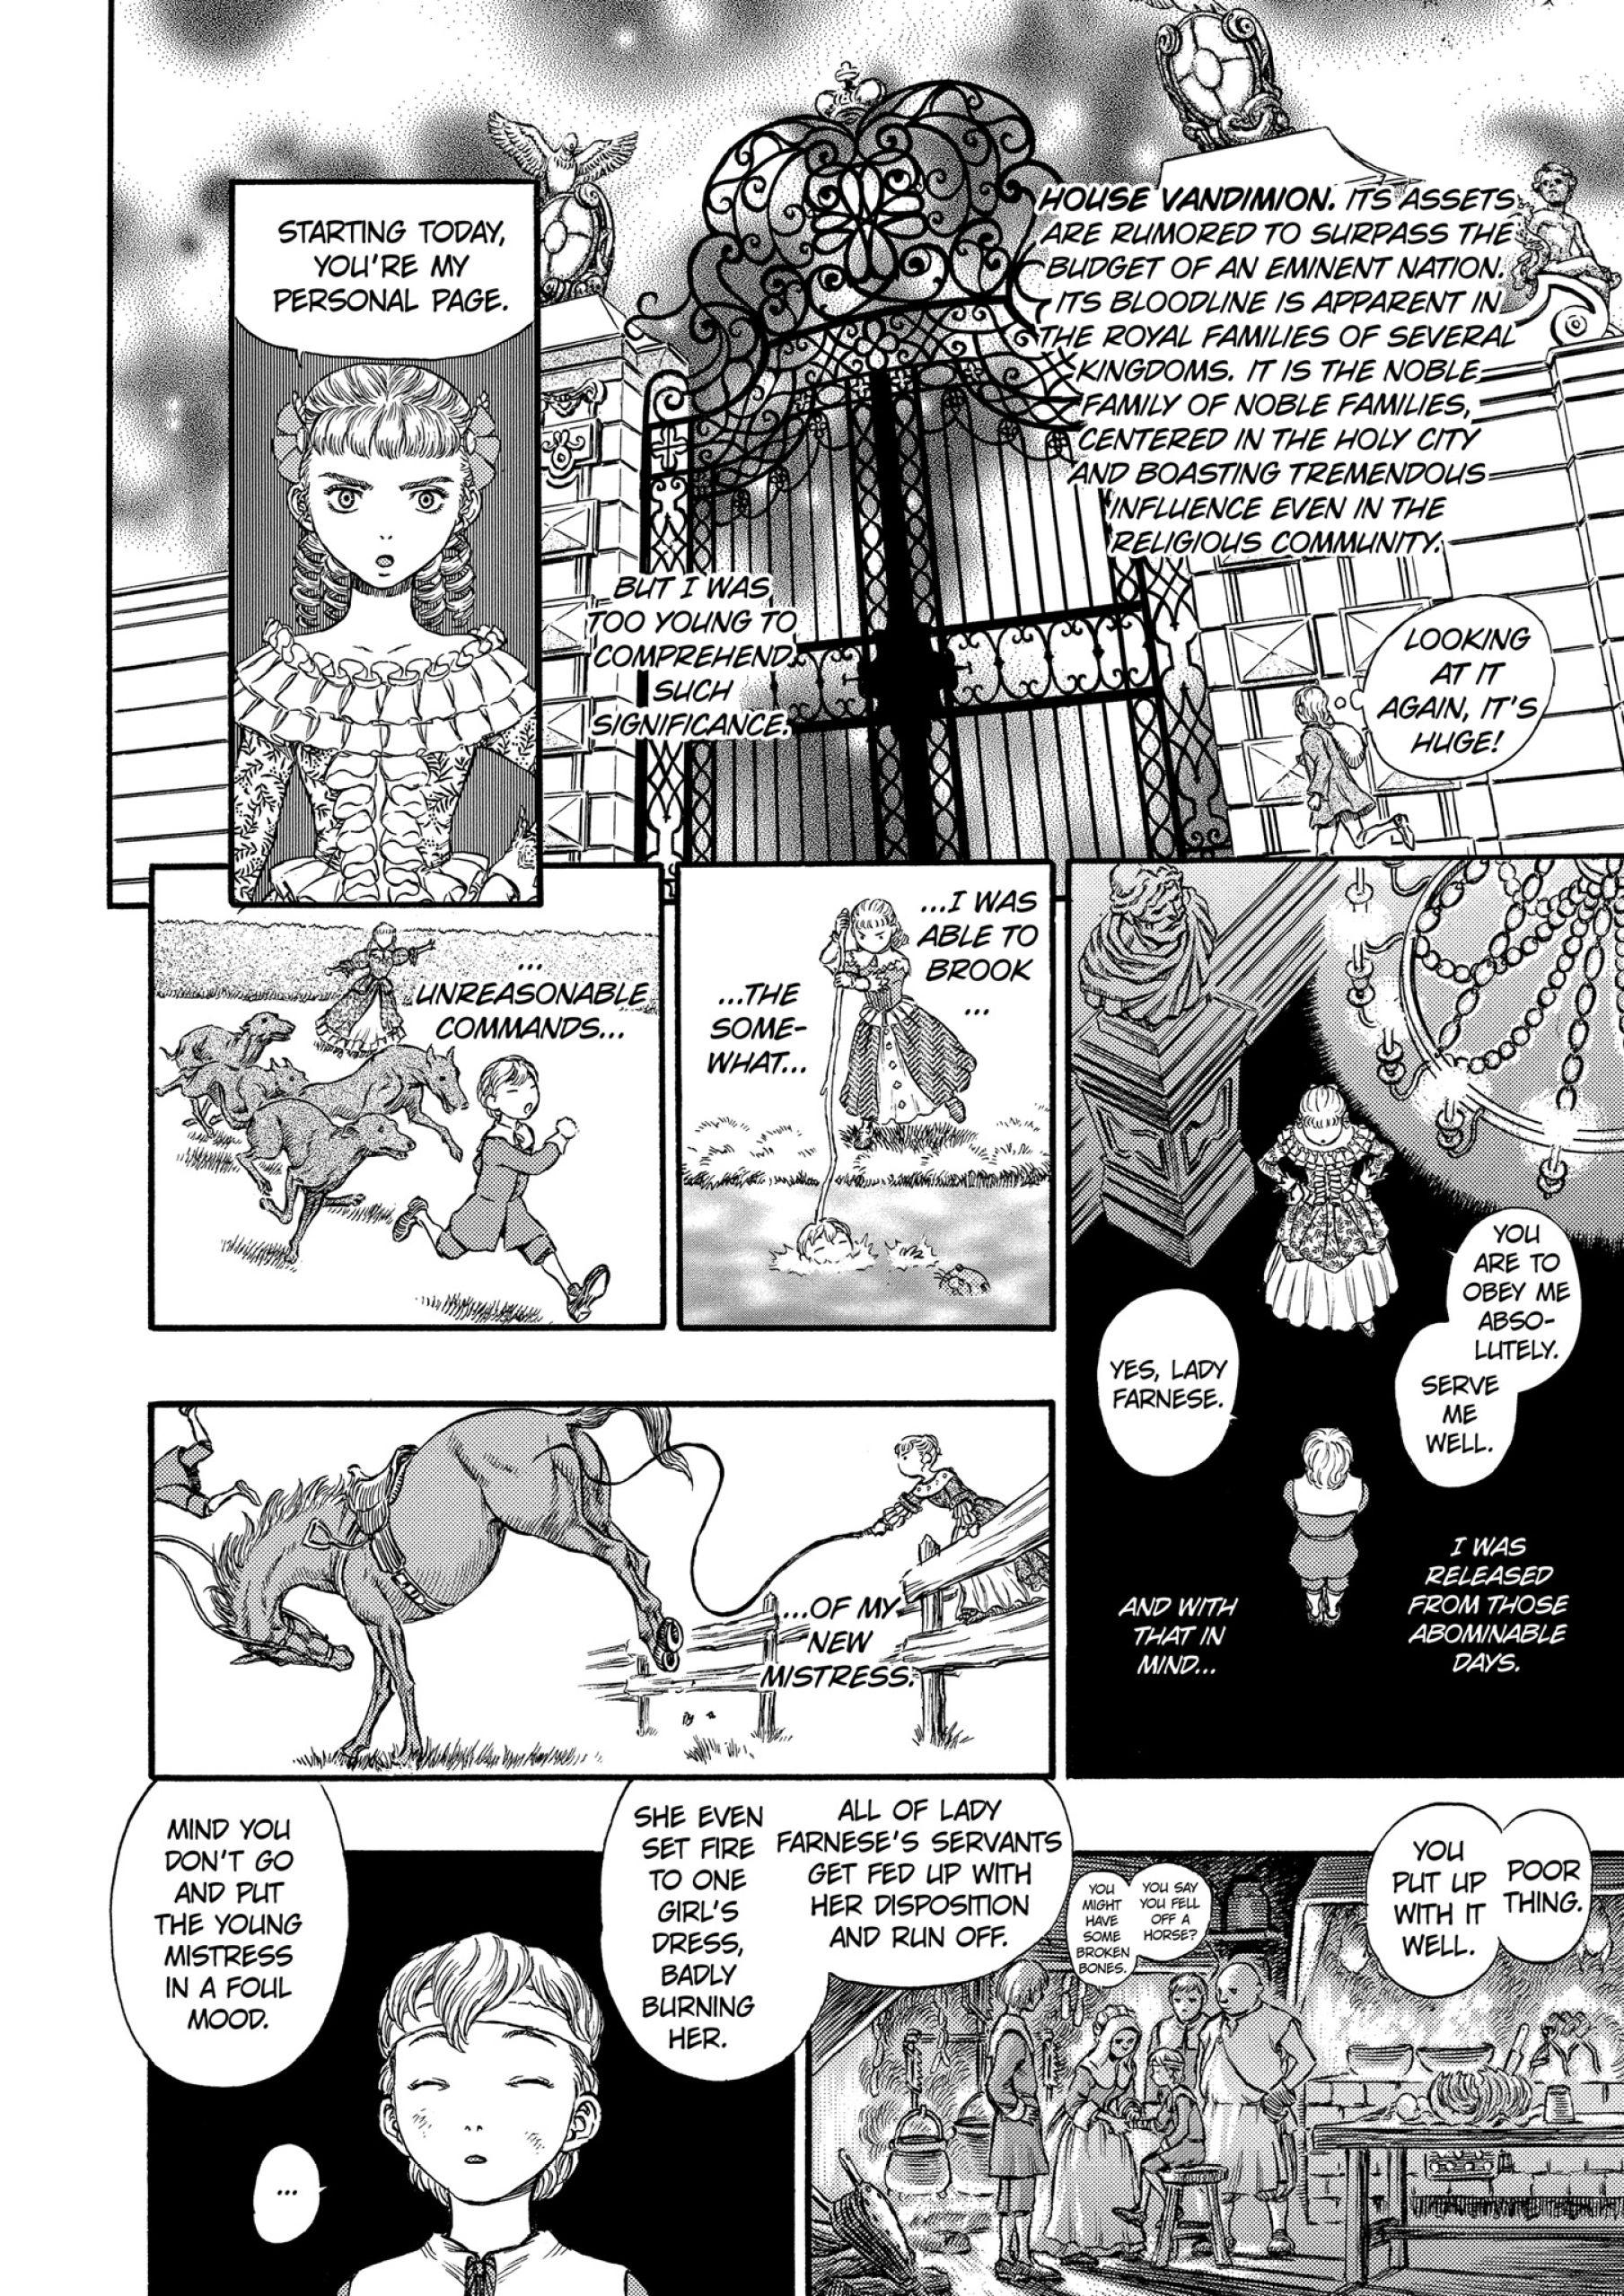 HOUSE VANDIMION. ITS ASSETS
ARE RUMORED TO SURPASS THE
BUDGET OF AN EMINENT NATION.
ITS BLOODLINE IS APPARENT IN
THE ROYAL FAMILIES OF SEVERAL
KINGDOMS. IT IS THE NOBLE
FAMILY OF NOBLE FAMILIES,
CENTERED IN THE HOLY CITY
AND BOASTING TREMENDOUS
INFLUENCE EVEN IN THE
RELIGIOUS COMMUNITY.
LOOKING
AT IT
AGAIN, IT'S
HUGE!
BUT I WAS
TOO YOUNG TO
COMPREHEND
SUCH
SIGNIFICANCE.
STARTING TODAY,
YOU'RE MY
PERSONAL PAGE.
YOU
ARE TO
OBEY ME
ABSO-
LUTELY.
SERVE
ME
WELL.
YES, LADY
FARNESE.
I WAS
RELEASED
FROM THOSE
ABOMINABLE
DAYS.
AND WITH
THAT IN
MIND...
...I WAS
ABLE TO
BROOK
...
...THE
SOME-
WHAT...
...
UNREASONABLE
COMMANDS...
...OF MY
NEW
MISTRESS.
POOR
THING.
YOU
PUT UP
WITH IT
WELL.
YOU SAY
YOU FELL
OFF A
HORSE?
YOU
MIGHT
HAVE
SOME
BROKEN
BONES.
ALL OF LADY
FARNESE'S SERVANTS
GET FED UP WITH
HER DISPOSITION
AND RUN OFF.
SHE EVEN
SET FIRE
TO ONE
GIRL'S
DRESS,
BADLY
BURNING
HER.
MIND YOU
DON'T GO
AND PUT
THE YOUNG
MISTRESS
IN A FOUL
MOOD.
...